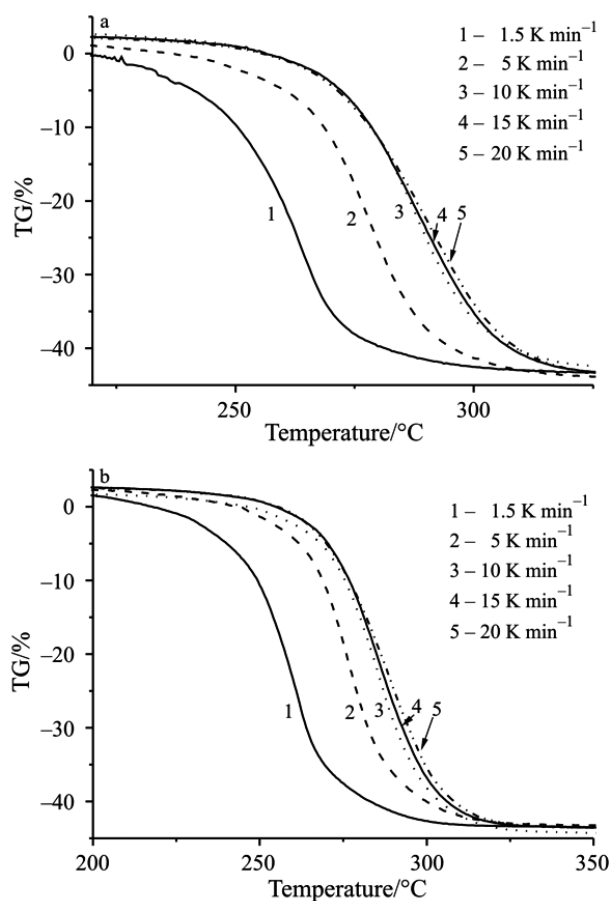 a
1 – 1.5 K min⁻¹
2 – 5 K min⁻¹
3 – 10 K min⁻¹
4 – 15 K min⁻¹
5 – 20 K min⁻¹
TG/%
0
−10
−20
−30
−40
1
2
3
4
5
250
300
Temperature/°C
b
1 – 1.5 K min⁻¹
2 – 5 K min⁻¹
3 – 10 K min⁻¹
4 – 15 K min⁻¹
5 – 20 K min⁻¹
TG/%
0
−10
−20
−30
−40
1
2
3
4
5
200
250
300
350
Temperature/°C